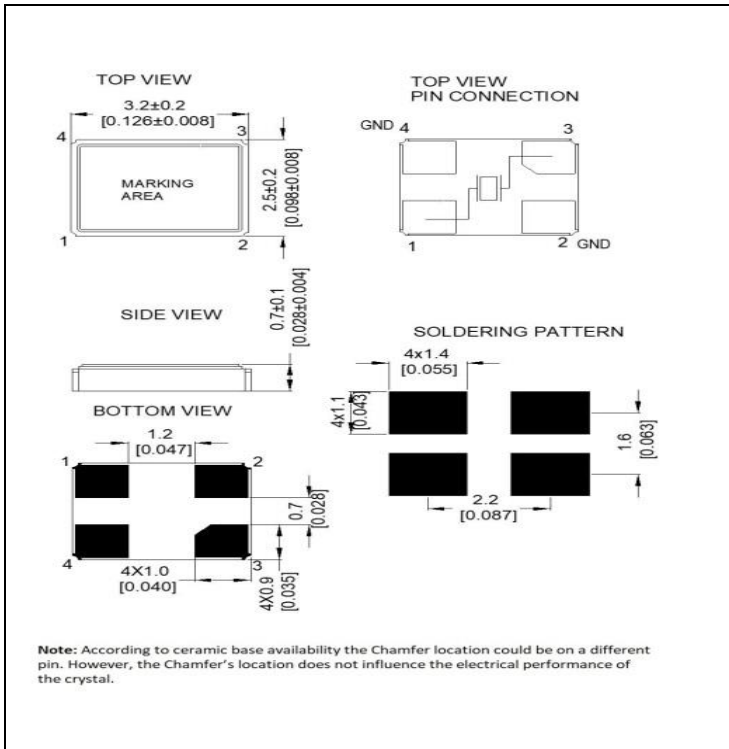 TOP VIEW
3.2±0.2
[0.126±0.008]
4
3
MARKING
AREA
2.5±0.2
[0.098±0.008]
1
2
TOP VIEW
PIN CONNECTION
GND 4
3
1
2 GND
SIDE VIEW
0.7±0.1
[0.028±0.004]
BOTTOM VIEW
1.2
[0.047]
1
2
0.7
[0.028]
4
3
4X1.0
[0.040]
4X0.9
[0.035]
SOLDERING PATTERN
4x1.4
[0.055]
4x1.1
[0.043]
1.6
[0.063]
2.2
[0.087]
Note: According to ceramic base availability the Chamfer location could be on a different
pin. However, the Chamfer's location does not influence the electrical performance of
the crystal.